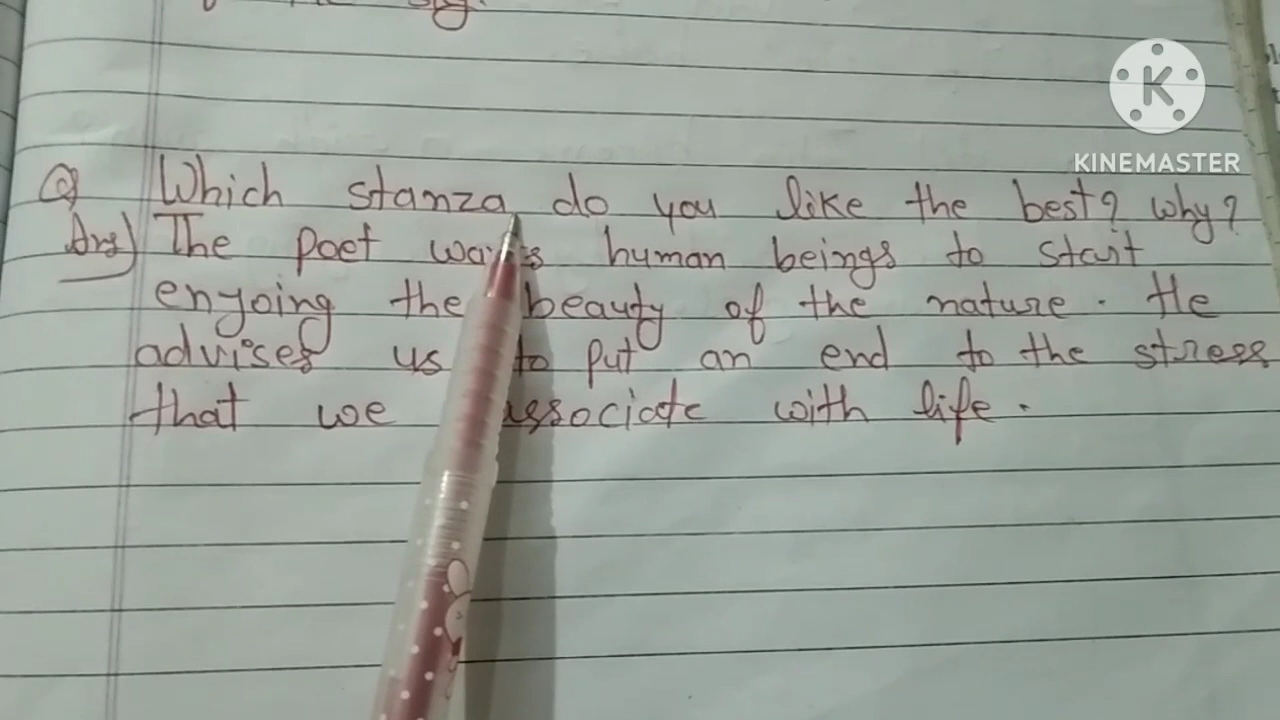 Q Which stanza do you like the best? Why?
Ans) The poet wants human beings to start
enyoing the beauty of the nature. He
advises us to put an end to the stress
that we associate with life.
K
KINEMASTER